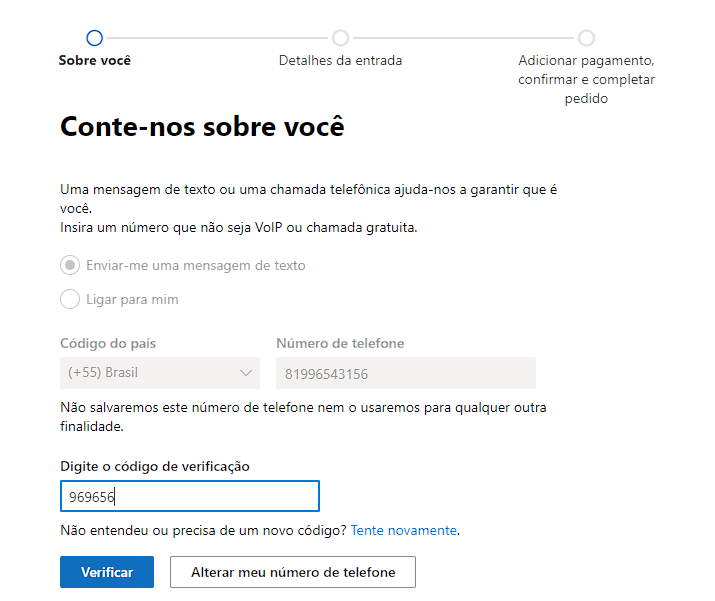 Sobre você
Detalhes da entrada
Adicionar pagamento,
confirmar e completar
pedido
Conte-nos sobre você
Uma mensagem de texto ou uma chamada telefônica ajuda-nos a garantir que é
você.
Insira um número que não seja VoIP ou chamada gratuita.
Enviar-me uma mensagem de texto
Ligar para mim
Código do país
Número de telefone
(+55) Brasil
81996543156
Não salvaremos este número de telefone nem o usaremos para qualquer outra
finalidade.
Digite o código de verificação
969656
Não entendeu ou precisa de um novo código? Tente novamente.
Verificar
Alterar meu número de telefone